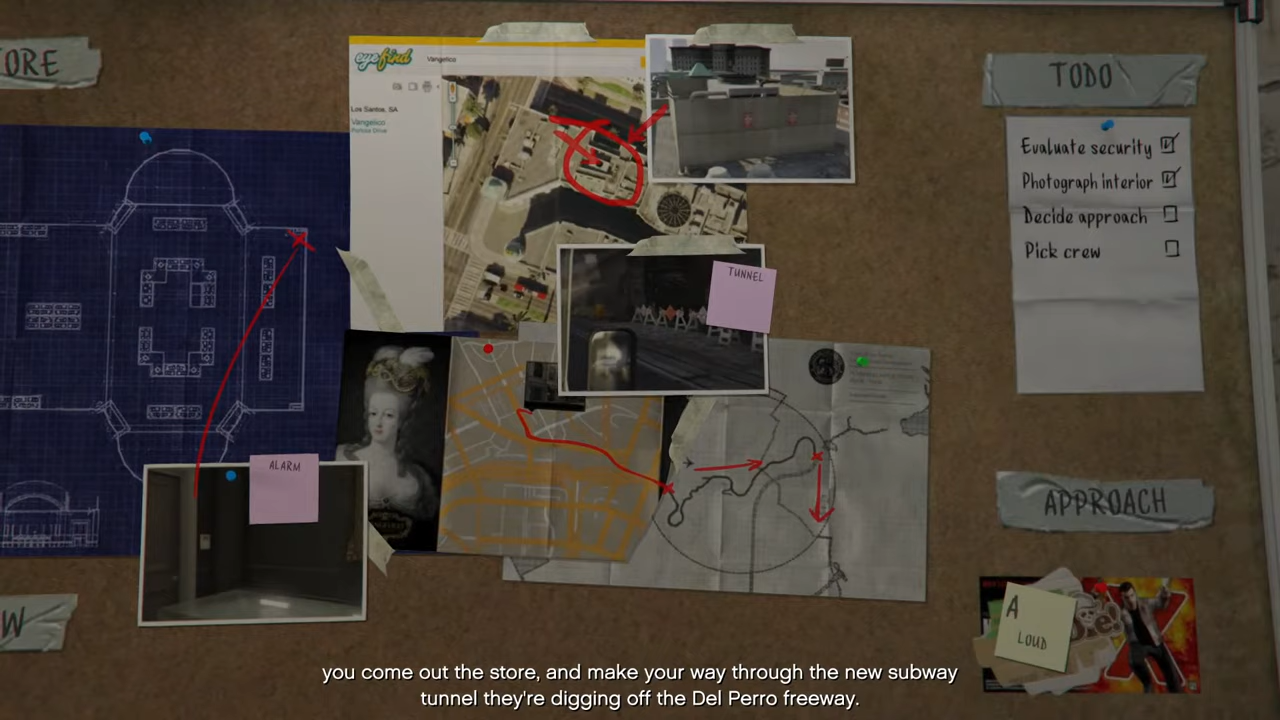 ORE
eyefind
Vangelico
Los Santos, SA
Vangelico
Portola Drive
TUNNEL
ALARM
W
TODO
Evaluate security
Photograph interior
Decide approach
Pick crew
APPROACH
A
LOUD
you come out the store, and make your way through the new subway
tunnel they're digging off the Del Perro freeway.